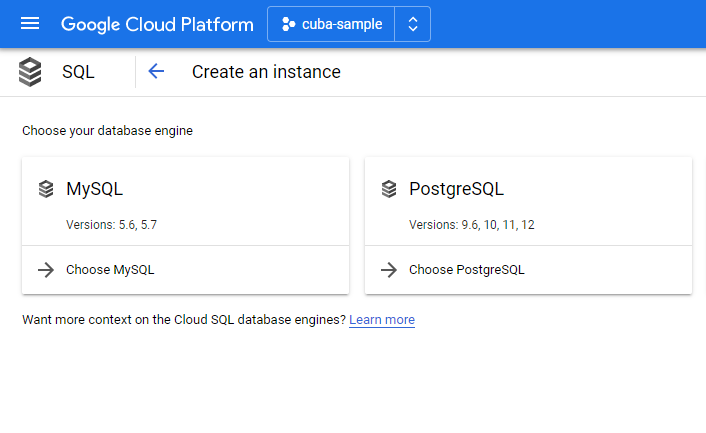 Google Cloud Platform cuba-sample
SQL Create an instance
Choose your database engine
MySQL
Versions: 5.6, 5.7
Choose MySQL
PostgreSQL
Versions: 9.6, 10, 11, 12
Choose PostgreSQL
Want more context on the Cloud SQL database engines? Learn more